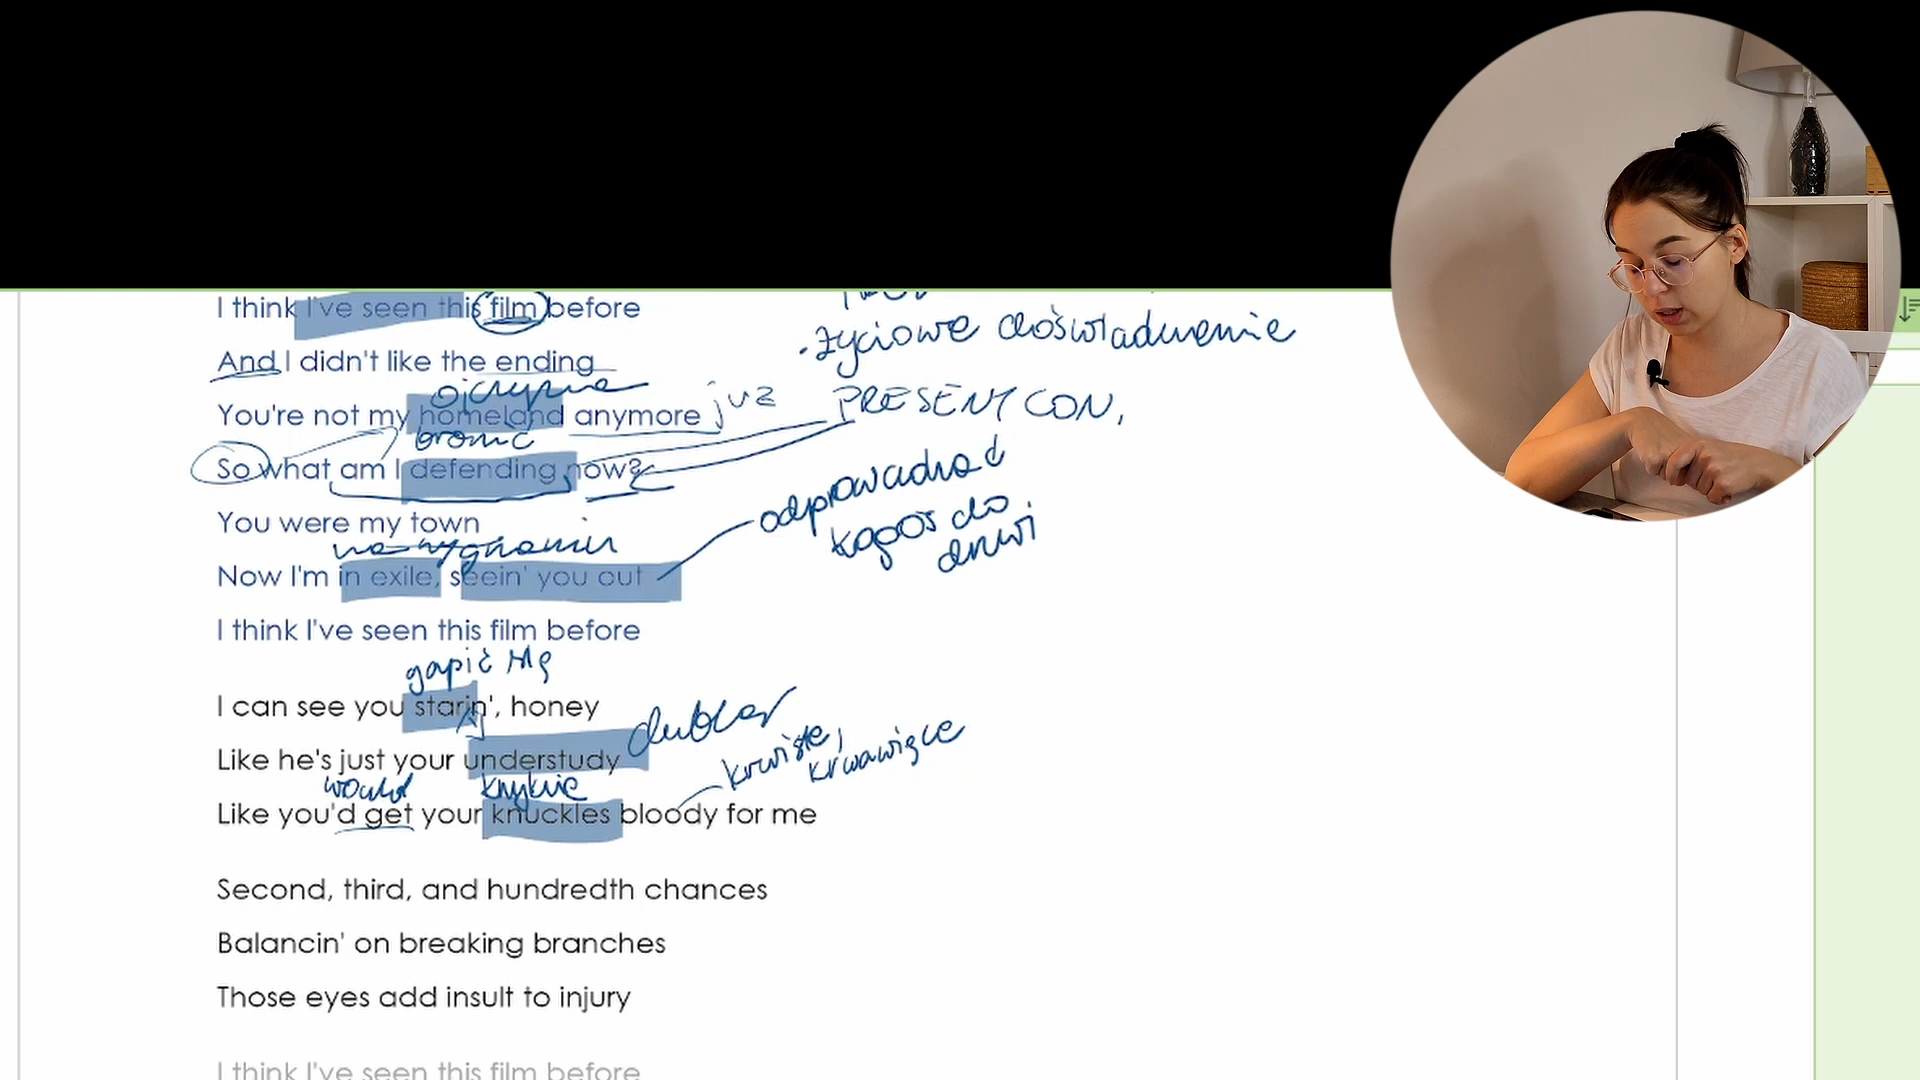 I think I've seen this film before
• życiowe doświadczenie
And I didn't like the ending
ojczyzna
You're not my homeland anymore już
PRESENT CON.
bronić
So what am I defending now?
odprowadzać
kogoś do
drzwi
You were my town
na wygnaniu
Now I'm in exile, seein' you out
I think I've seen this film before
gapić się
I can see you starin', honey
dubler
Like he's just your understudy
krwiste,
krwawiące
would knykcie
Like you'd get your knuckles bloody for me
Second, third, and hundredth chances
Balancin' on breaking branches
Those eyes add insult to injury
I think I've seen this film before